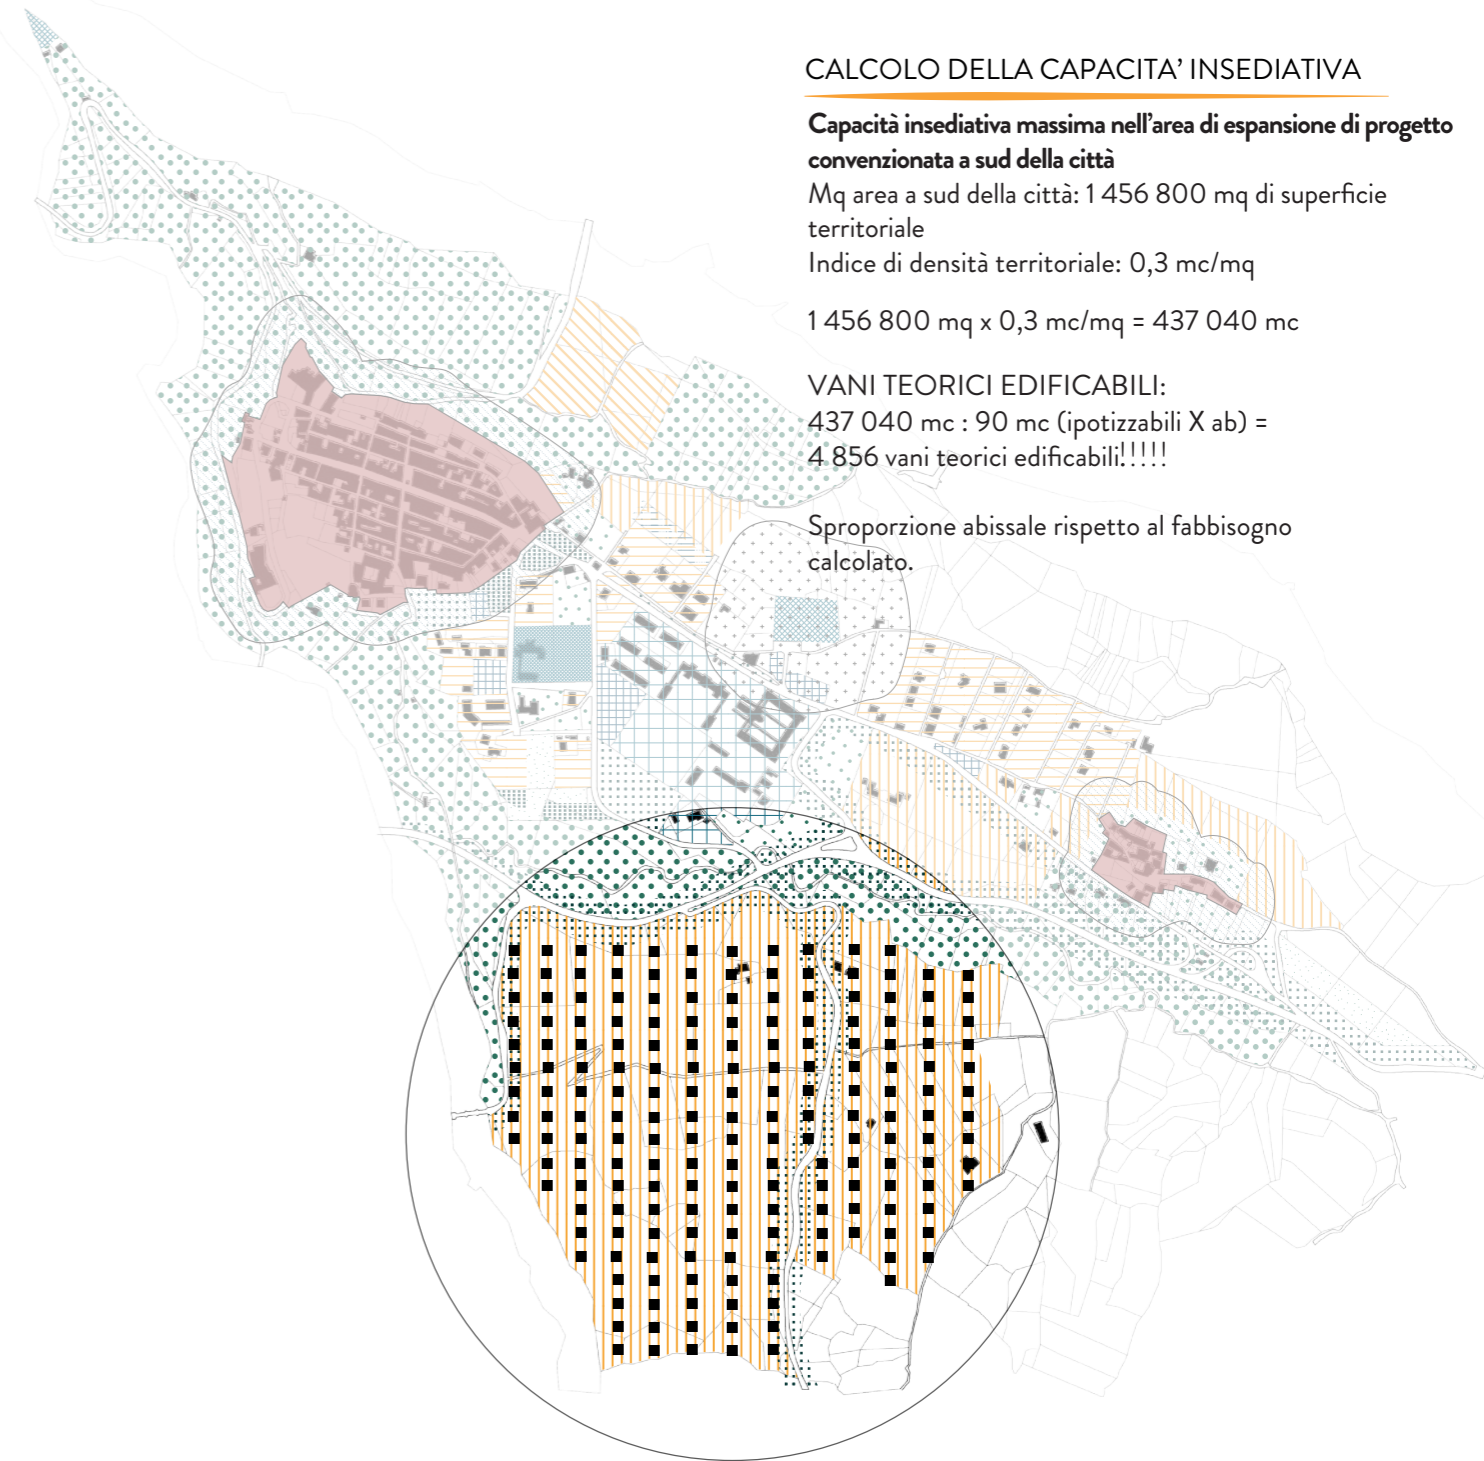 CALCOLO DELLA CAPACITA’ INSEDIATIVA
Capacità insediativa massima nell’area di espansione di progetto
convenzionata a sud della città
Mq area a sud della città: 1 456 800 mq di superficie
territoriale
Indice di densità territoriale: 0,3 mc/mq
1 456 800 mq x 0,3 mc/mq = 437 040 mc
VANI TEORICI EDIFICABILI:
437 040 mc : 90 mc (ipotizzabili X ab) =
4 856 vani teorici edificabili!!!!!
Sproporzione abissale rispetto al fabbisogno
calcolato.